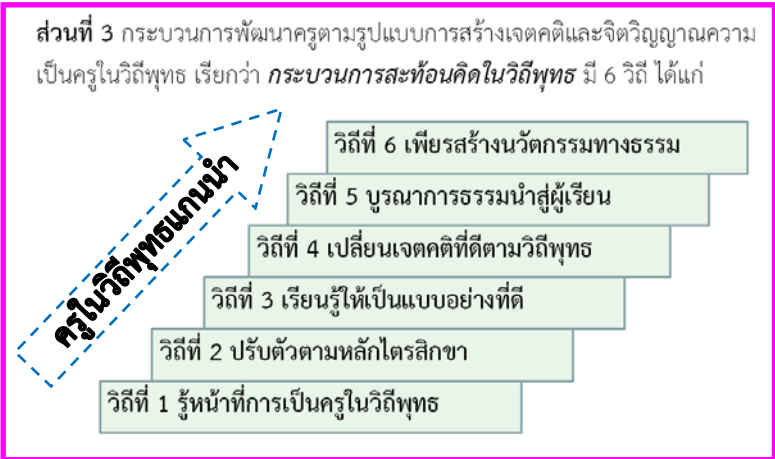 ส่วนที่ 3 กระบวนการพัฒนาครูตามรูปแบบการสร้างเจตคติและจิตวิญญาณความ
เป็นครูในวิถีพุทธ เรียกว่า กระบวนการสะท้อนคิดในวิถีพุทธ มี 6 วิถี ได้แก่
วิถีที่ 6 เพียรสร้างนวัตกรรมทางธรรม
วิถีที่ 5 บูรณาการธรรมนำสู่ผู้เรียน
วิถีที่ 4 เปลี่ยนเจตคติที่ดีตามวิถีพุทธ
วิถีที่ 3 เรียนรู้ให้เป็นแบบอย่างที่ดี
วิถีที่ 2 ปรับตัวตามหลักไตรสิกขา
วิถีที่ 1 รู้หน้าที่การเป็นครูในวิถีพุทธ
ครูในวิถีพุทธแกนนำ